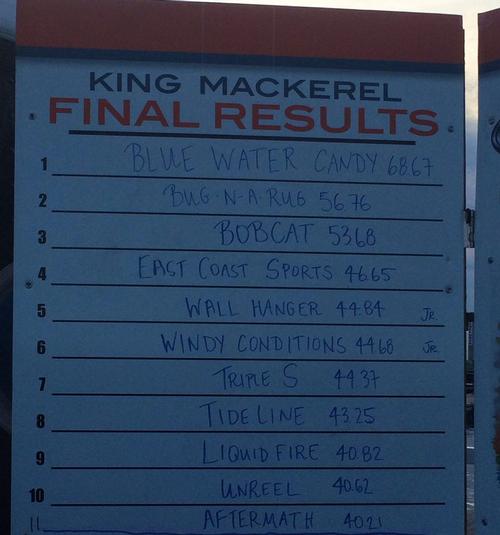 KING MACKEREL
FINAL RESULTS
1 BLUE WATER CANDY 68.67
2 BUG-N-A-RUG 56.76
3 BOBCAT 53.68
4 EAST COAST SPORTS 46.65
5 WALL HANGER 44.84 JR.
6 WINDY CONDITIONS 44.68 JR.
7 TRIPLE S 44.37
8 TIDE LINE 43.25
9 LIQUID FIRE 40.82
10 UNREEL 40.62
11 AFTERMATH 40.21